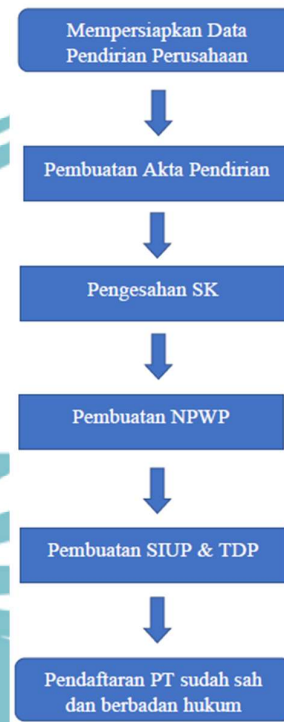 Mempersiapkan Data
Pendirian Perusahaan
Pembuatan Akta Pendirian
Pengesahan SK
Pembuatan NPWP
Pembuatan SIUP & TDP
Pendaftaran PT sudah sah
dan berbadan hukum